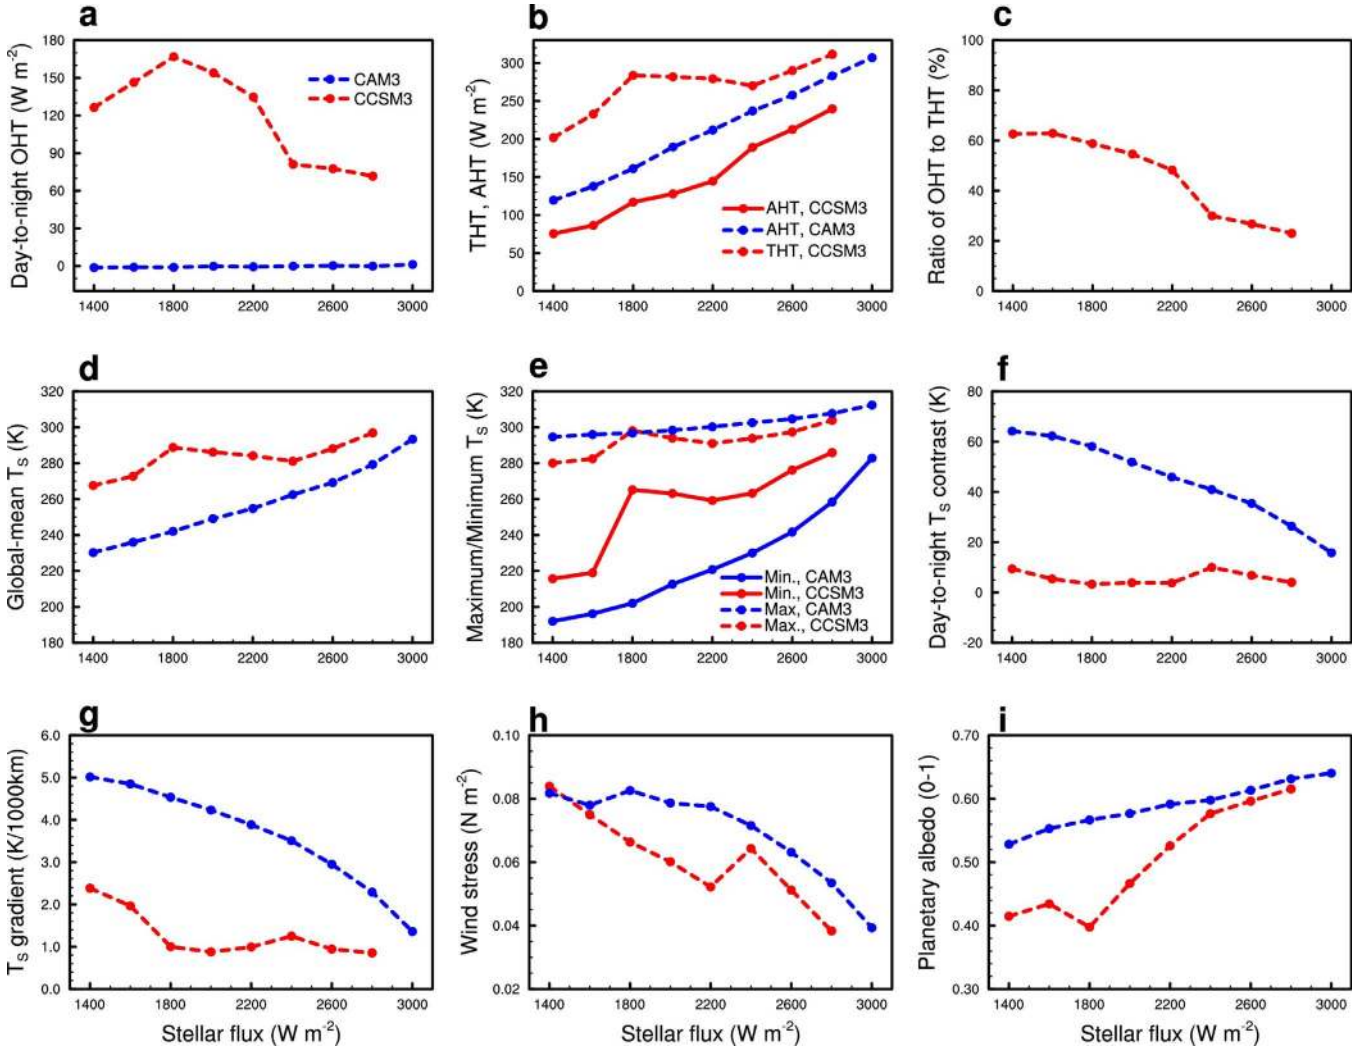 a
Day-to-night OHT (W m⁻²)
180
150
120
90
60
30
0
CAM3
CCSM3
1400 1800 2200 2600 3000
b
THT, AHT (W m⁻²)
300
250
200
150
100
50
0
AHT, CCSM3
AHT, CAM3
THT, CCSM3
1400 1800 2200 2600 3000
c
Ratio of OHT to THT (%)
100
80
60
40
20
0
1400 1800 2200 2600 3000
d
Global-mean Tₛ (K)
320
300
280
260
240
220
200
180
1400 1800 2200 2600 3000
e
Maximum/Minimum Tₛ (K)
320
300
280
260
240
220
200
180
Min., CAM3
Min., CCSM3
Max, CAM3
Max., CCSM3
1400 1800 2200 2600 3000
f
Day-to-night Tₛ contrast (K)
80
60
40
20
0
-20
1400 1800 2200 2600 3000
g
Tₛ gradient (K/1000km)
6.0
5.0
4.0
3.0
2.0
1.0
0.0
1400 1800 2200 2600 3000
Stellar flux (W m⁻²)
h
Wind stress (N m⁻²)
0.10
0.08
0.06
0.04
0.02
1400 1800 2200 2600 3000
Stellar flux (W m⁻²)
i
Planetary albedo (0-1)
0.70
0.60
0.50
0.40
0.30
1400 1800 2200 2600 3000
Stellar flux (W m⁻²)